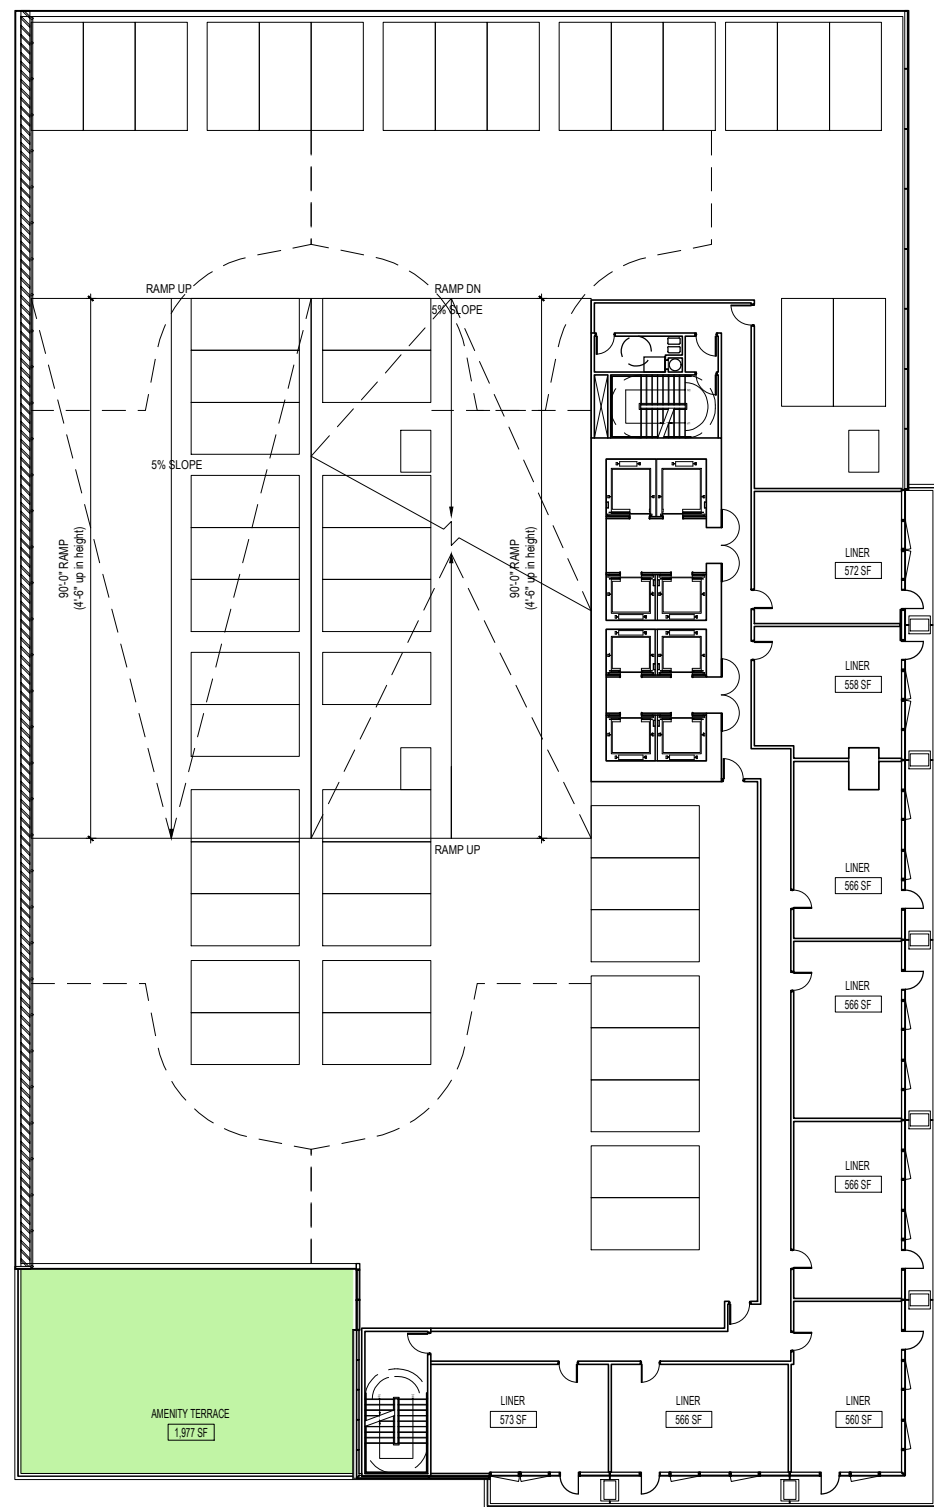 RAMP UP
RAMP DN
5% SLOPE
5% SLOPE
90'-0" RAMP
(4'-6" up in height)
90'-0" RAMP
(4'-6" up in height)
LINER
572 SF
LINER
558 SF
RAMP UP
LINER
566 SF
LINER
566 SF
LINER
566 SF
AMENITY TERRACE
1,977 SF
LINER
573 SF
LINER
566 SF
LINER
560 SF